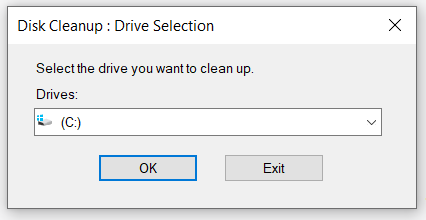 Disk Cleanup : Drive Selection
Select the drive you want to clean up.
Drives:
(C:)
OK Exit